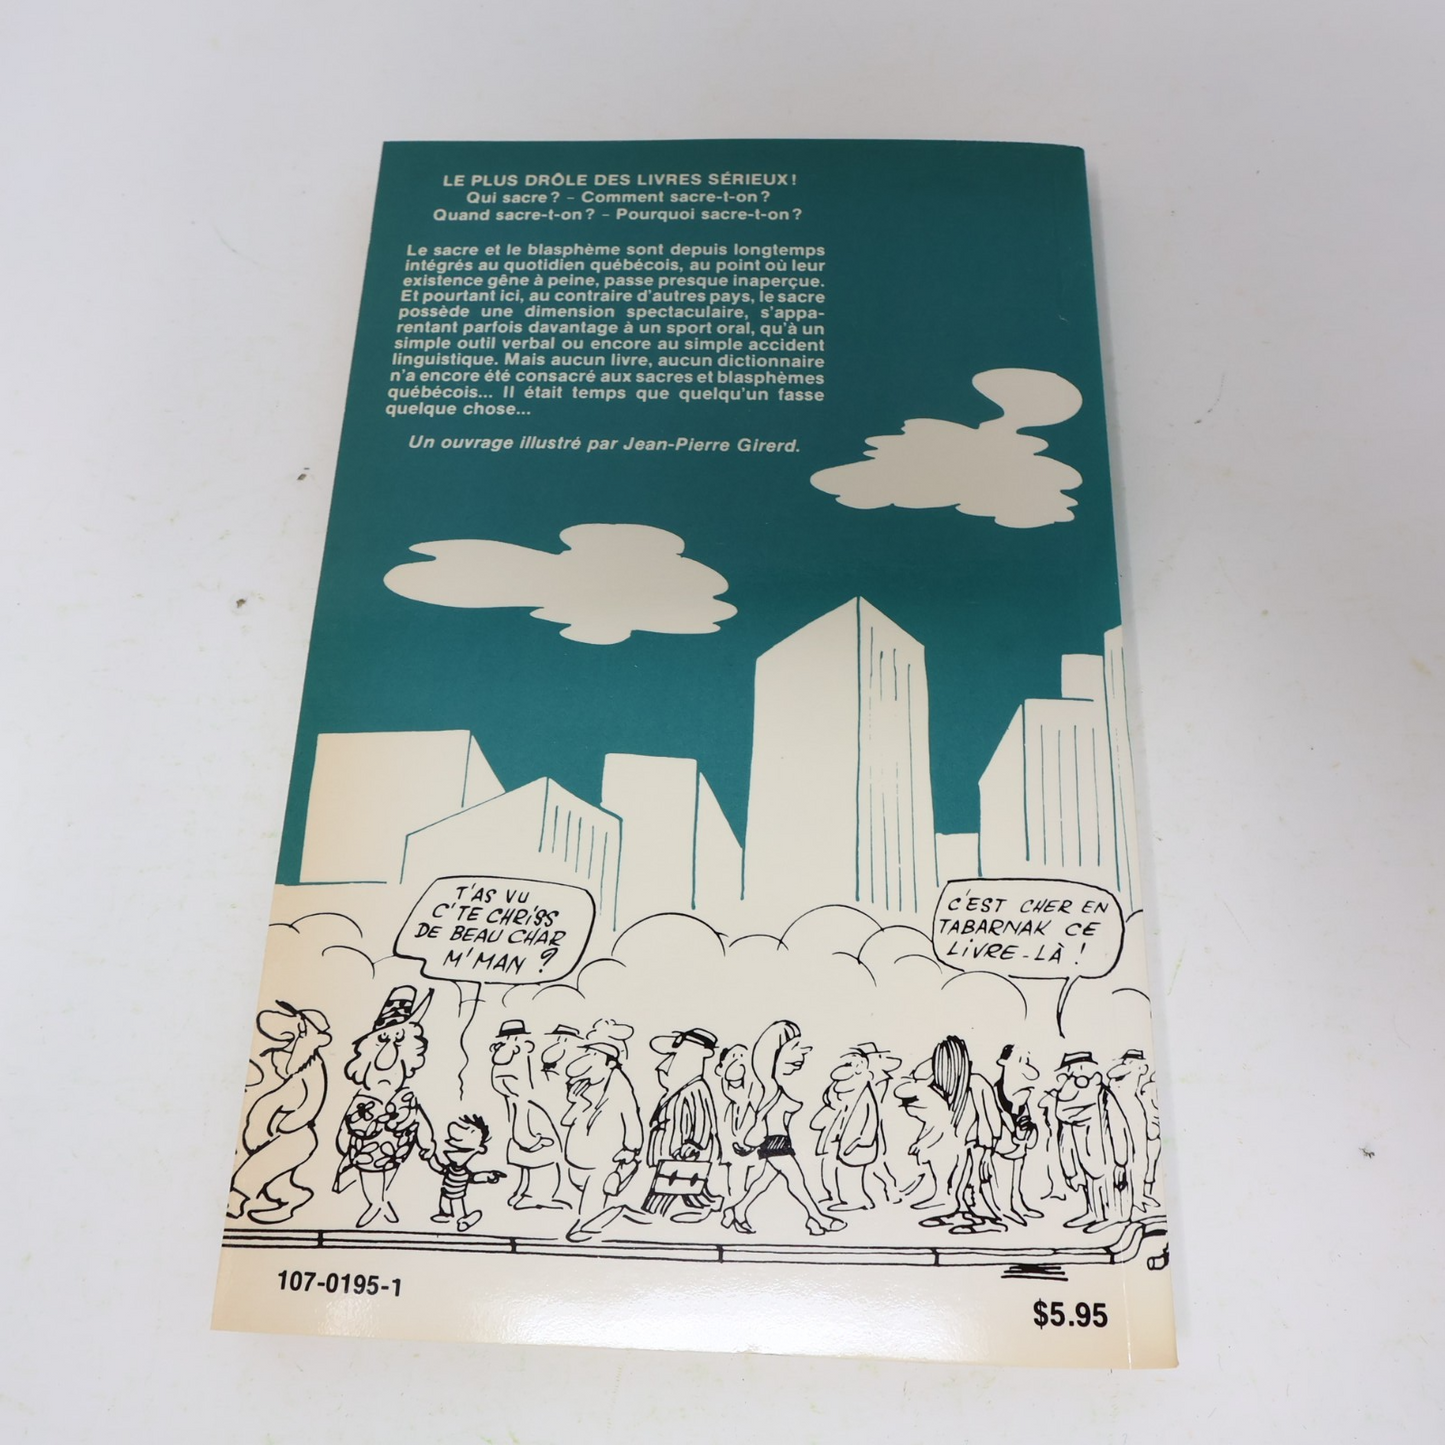 LE PLUS DRÔLE DES LIVRES SÉRIEUX!
Qui sacre? – Comment sacre-t-on?
Quand sacre-t-on? – Pourquoi sacre-t-on?
Le sacre et le blasphème sont depuis longtemps
intégrés au quotidien québécois, au point où leur
existence gêne à peine, passe presque inaperçue.
Et pourtant ici, au contraire d'autres pays, le sacre
possède une dimension spectaculaire, s'appa-
rentant parfois davantage à un sport oral, qu'à un
simple outil verbal ou encore au simple accident
linguistique. Mais aucun livre, aucun dictionnaire
n'a encore été consacré aux sacres et blasphèmes
québécois... Il était temps que quelqu'un fasse
quelque chose...
Un ouvrage illustré par Jean-Pierre Girerd.
T'AS VU
C'TE CHRISS
DE BEAU CHAR
M'MAN ?
C'EST CHER EN
TABARNAK CE
LIVRE-LÀ !
107-0195-1
$5.95